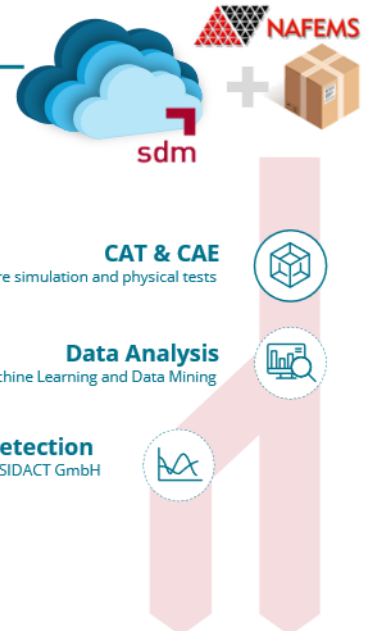 NAFEMS
sdm
CAT & CAE
re simulation and physical tests
Data Analysis
chine Learning and Data Mining
etection
SIDACT GmbH